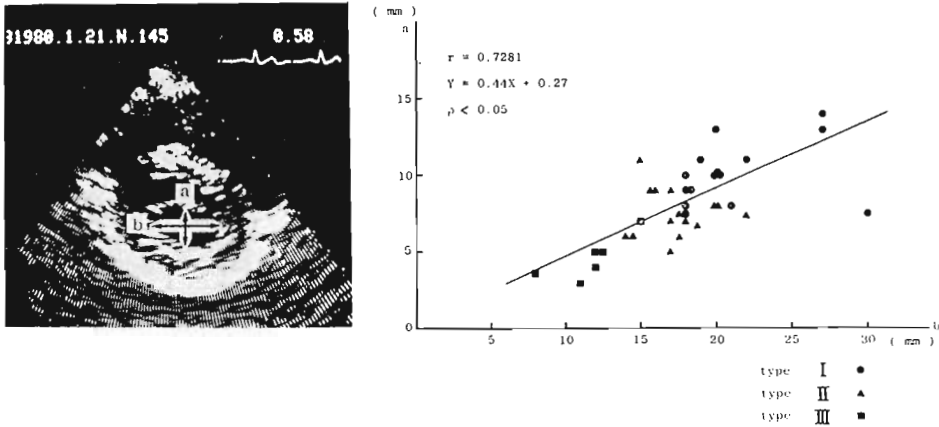 31980.1.21.N.145
0.58
a
b
( mm )
a
r = 0.7281
Y = 0.44X + 0.27
ρ < 0.05
15
10
5
0
5
10
15
20
25
30
( mm )
type I ●
type II ▲
type III ■